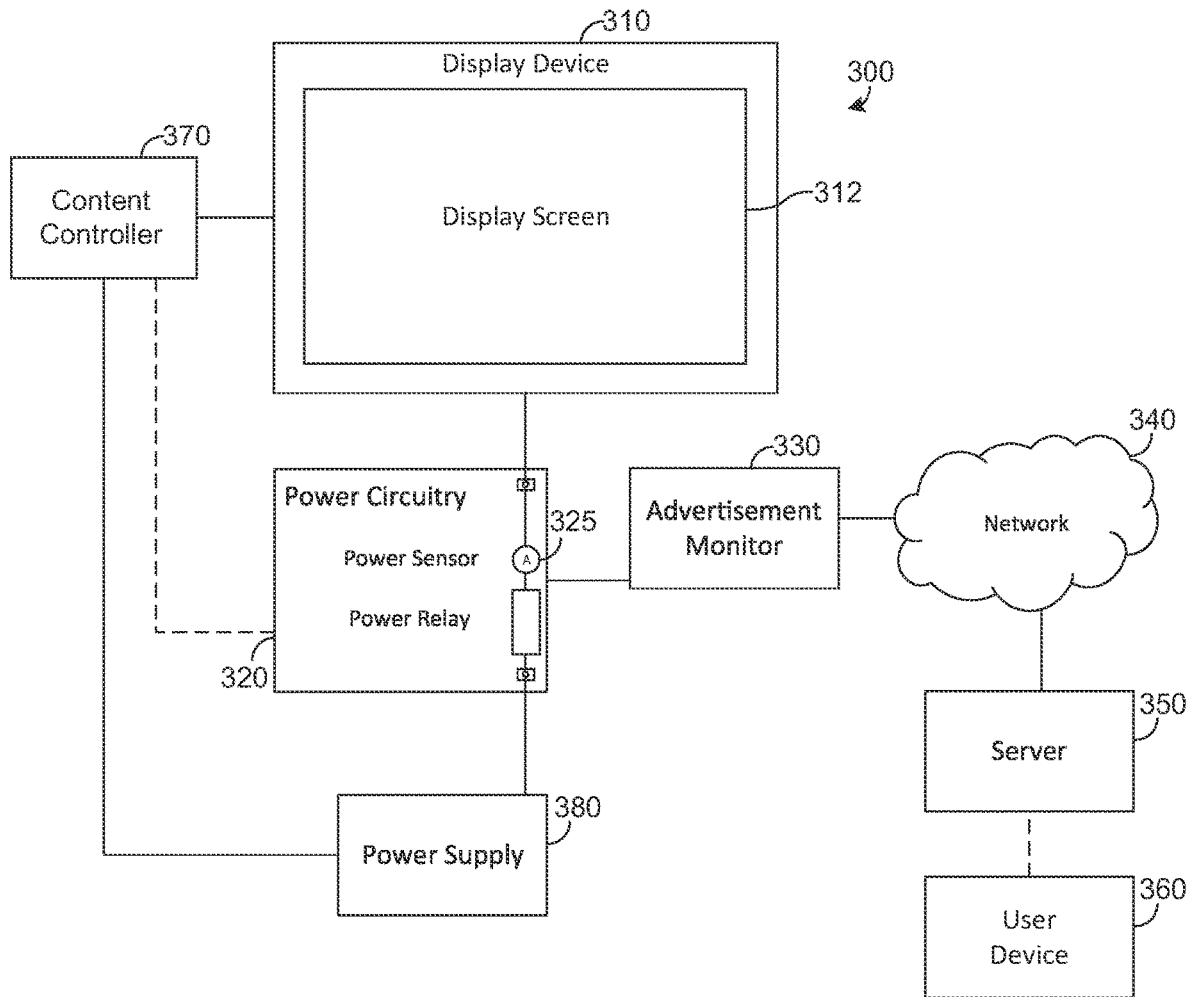 310
Display Device
300
370
Content
Controller
312
Display Screen
340
330
Power Circuitry
325
Advertisement
Monitor
Network
Power Sensor
A
Power Relay
320
350
Server
380
Power Supply
360
User
Device